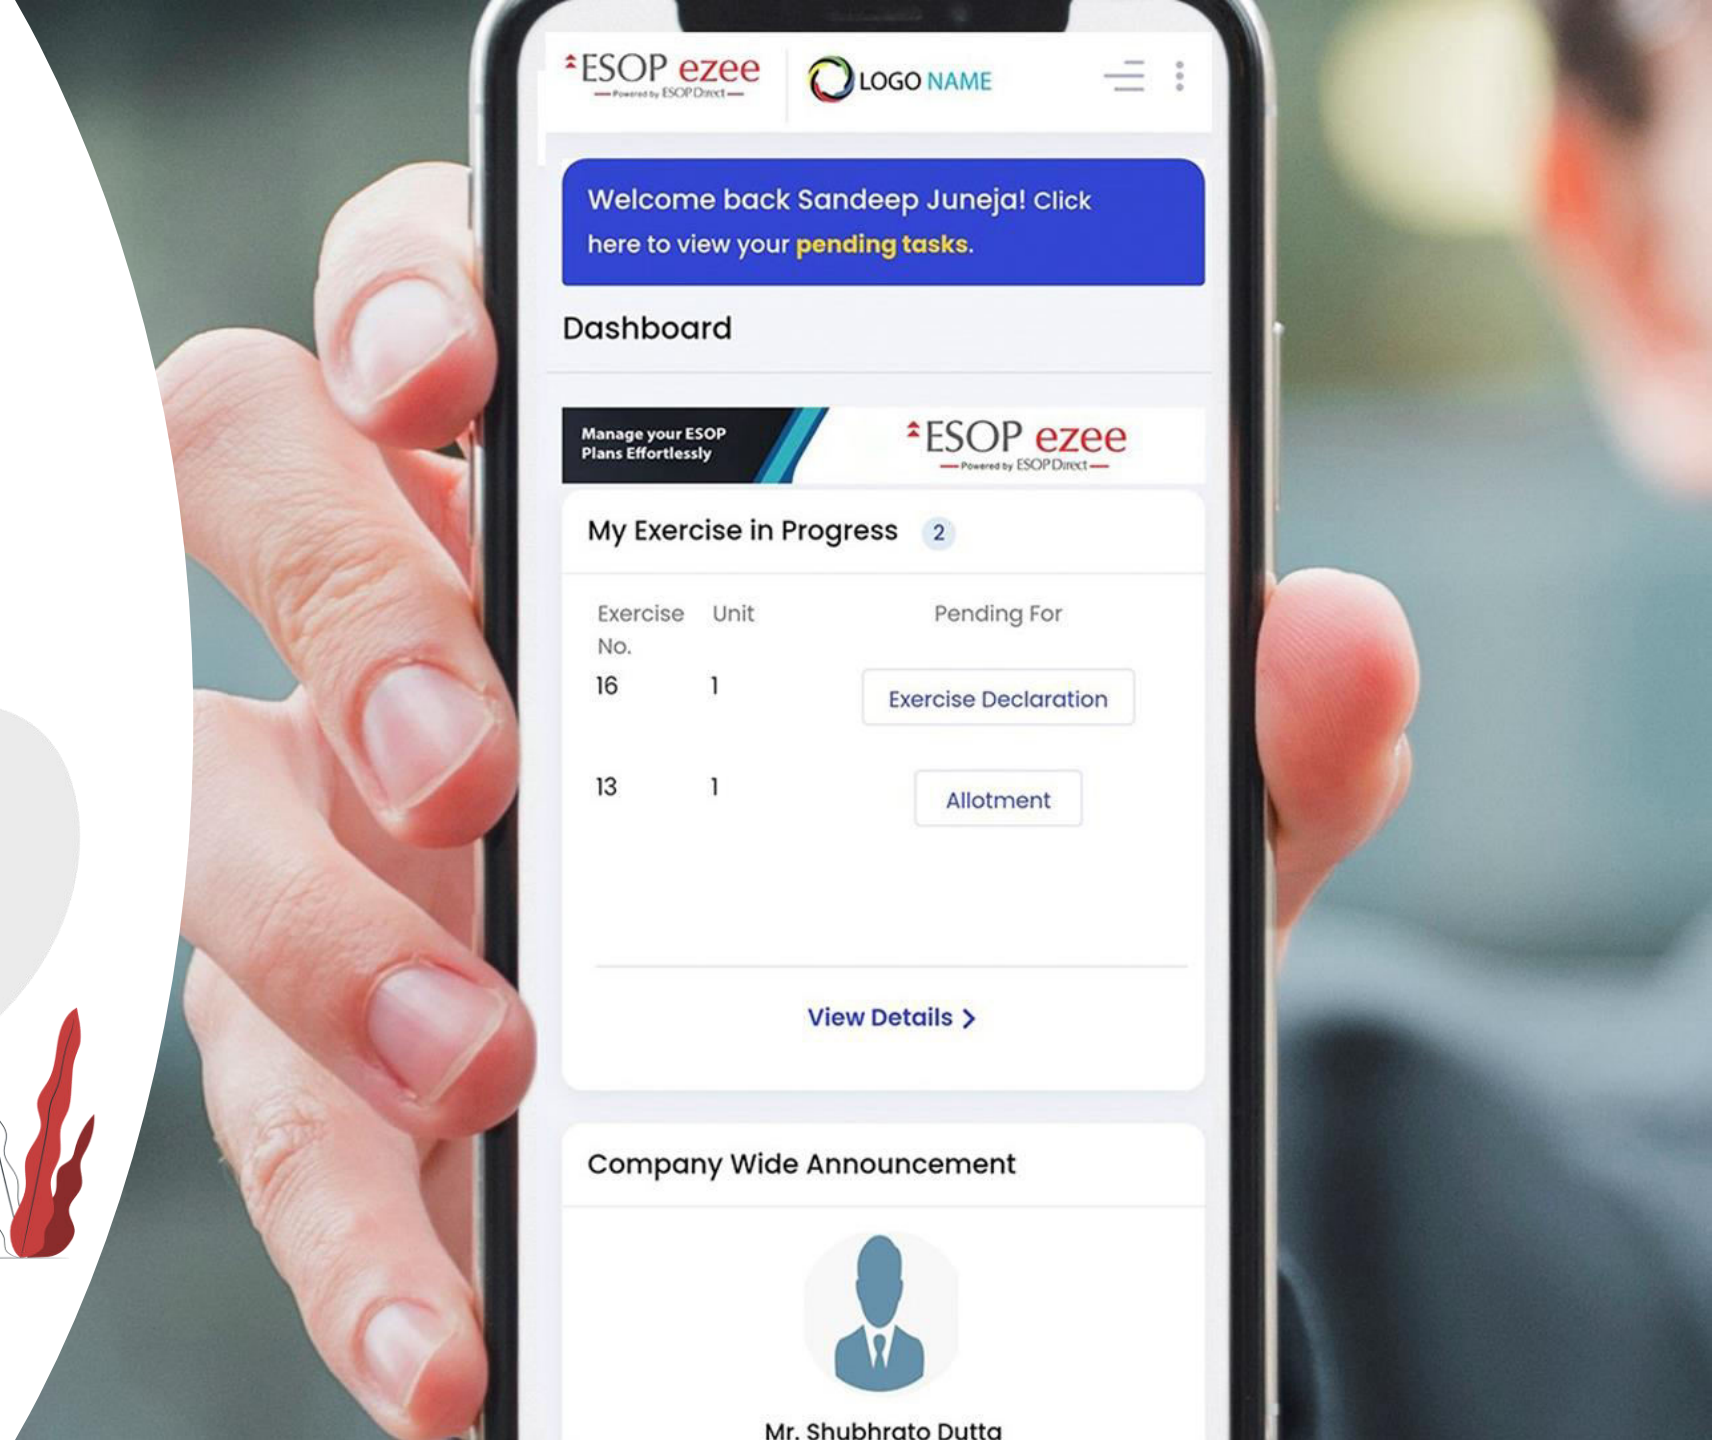 ESOP ezee
Powered by ESOP Direct
LOGO NAME
Welcome back Sandeep Juneja! Click
here to view your pending tasks.
Dashboard
Manage your ESOP
Plans Effortlessly
ESOP ezee
Powered by ESOP Direct
My Exercise in Progress 2
Exercise No. Unit Pending For
16 1 Exercise Declaration
13 1 Allotment
View Details
Company Wide Announcement
Mr. Shubhrato Dutta